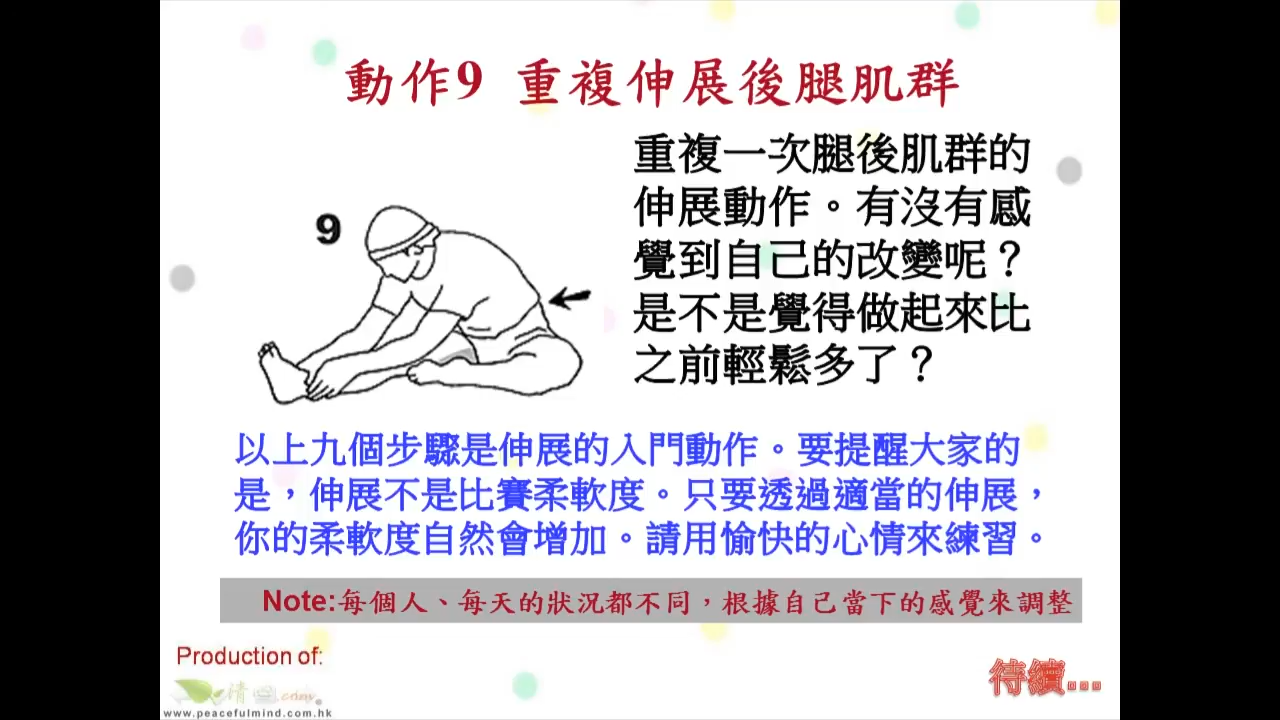 動作9 重複伸展後腿肌群
重複一次腿後肌群的
伸展動作。有沒有感
覺到自己的改變呢？
是不是覺得做起來比
之前輕鬆多了？
9
以上九個步驟是伸展的入門動作。要提醒大家的
是，伸展不是比賽柔軟度。只要透過適當的伸展，
你的柔軟度自然會增加。請用愉快的心情來練習。
Note:每個人、每天的狀況都不同，根據自己當下的感覺來調整
Production of:
www.peacefulmind.com.hk
待續...